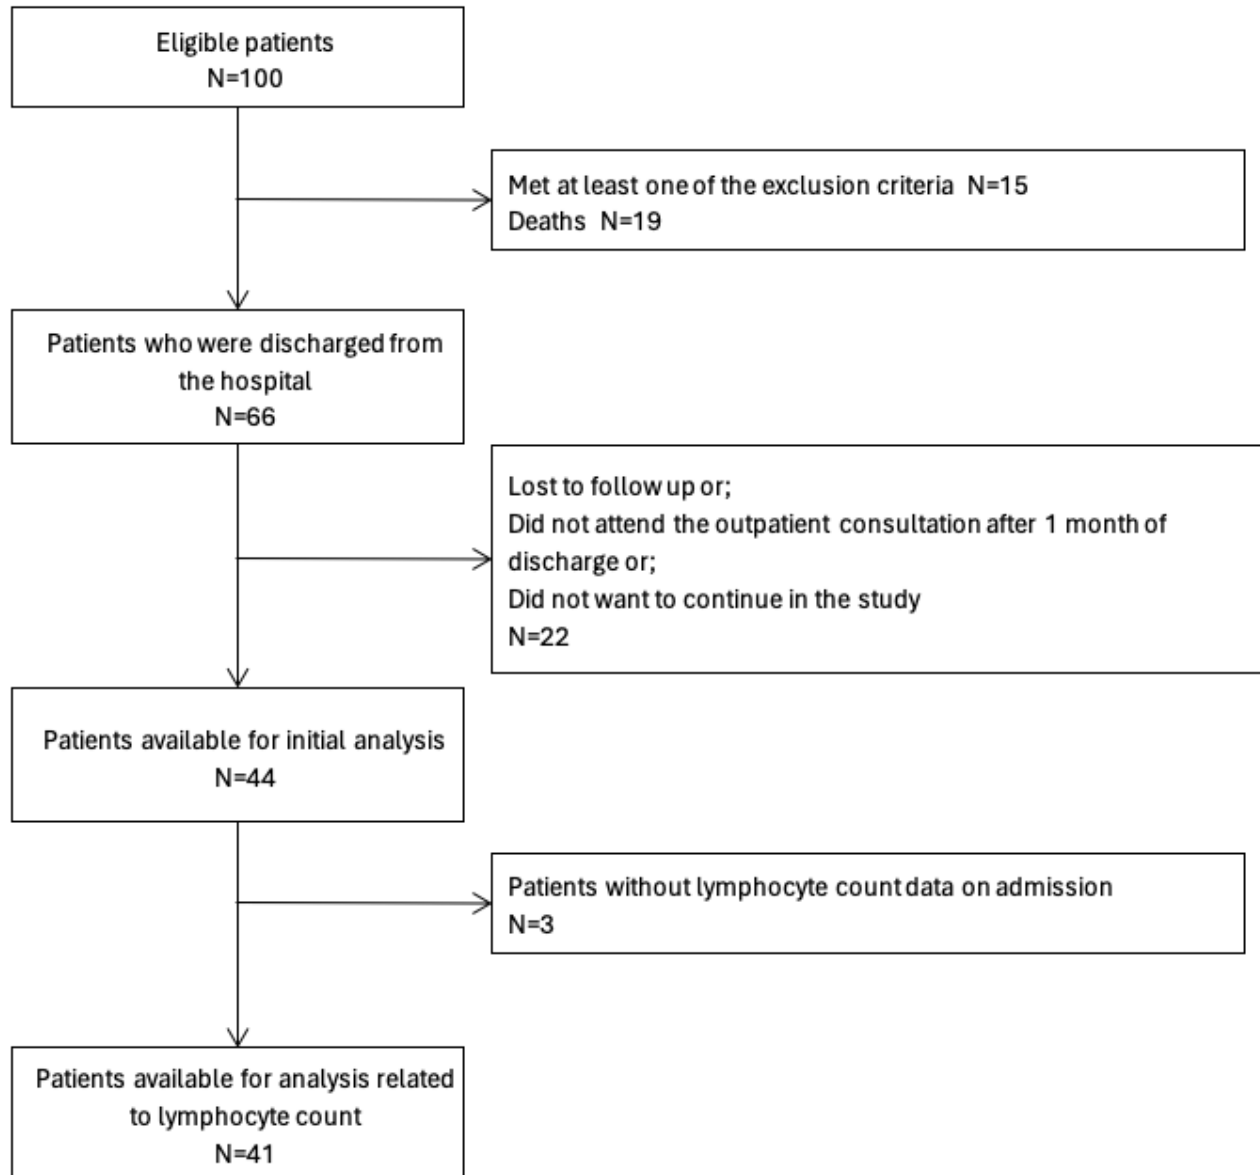 Eligible patients
N=100
Met at least one of the exclusion criteria N=15
Deaths N=19
Patients who were discharged from
the hospital
N=66
Lost to follow up or;
Did not attend the outpatient consultation after 1 month of
discharge or;
Did not want to continue in the study
N=22
Patients available for initial analysis
N=44
Patients without lymphocyte count data on admission
N=3
Patients available for analysis related
to lymphocyte count
N=41